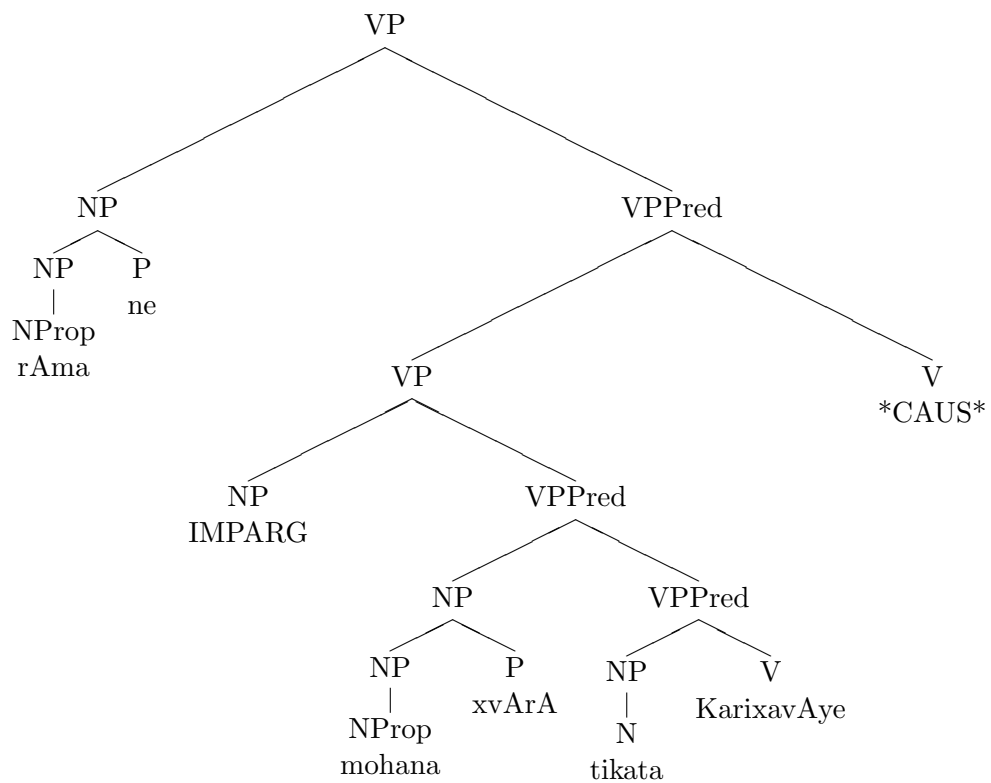 VP
NP VPPred
NP P
ne
NProp
rAma
VP V
*CAUS*
NP VPPred
IMPARG
NP VPPred
NP P NP V
xvArA KarixavAye
NProp N
mohana tikata